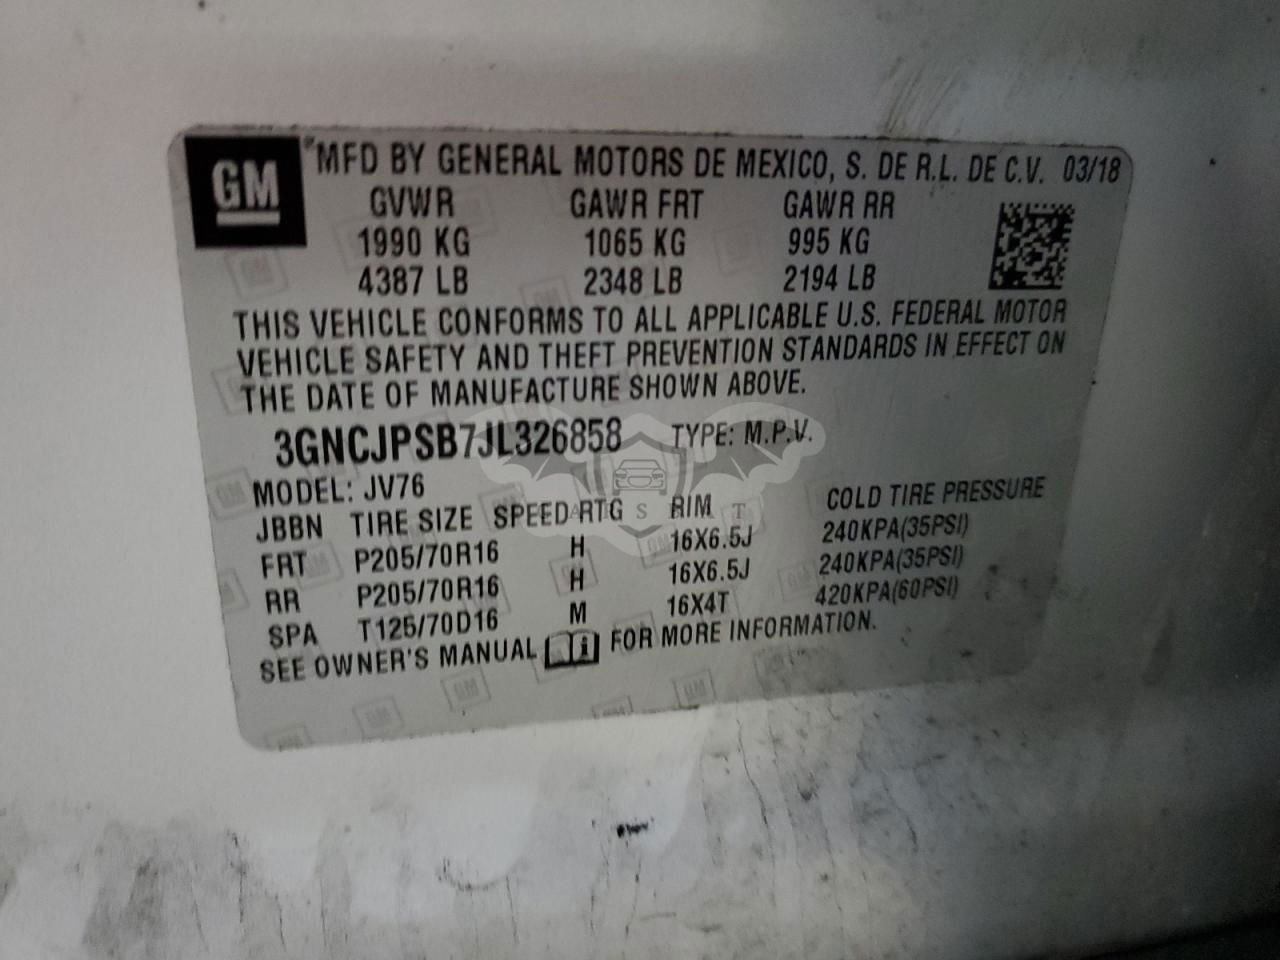 GM
MFD BY GENERAL MOTORS DE MEXICO, S. DE R.L. DE C.V. 03/18
GVWR GAWR FRT GAWR RR
1990 KG 1065 KG 995 KG
4387 LB 2348 LB 2194 LB
THIS VEHICLE CONFORMS TO ALL APPLICABLE U.S. FEDERAL MOTOR
VEHICLE SAFETY AND THEFT PREVENTION STANDARDS IN EFFECT ON
THE DATE OF MANUFACTURE SHOWN ABOVE.
3GNCJPSB7JL326858 TYPE: M.P.V.
MODEL: JV76
JBBN TIRE SIZE SPEED RTG RIM COLD TIRE PRESSURE
FRT P205/70R16 H 16X6.5J 240KPA(35PSI)
RR P205/70R16 H 16X6.5J 240KPA(35PSI)
SPA T125/70D16 M 16X4T 420KPA(60PSI)
SEE OWNER'S MANUAL FOR MORE INFORMATION.